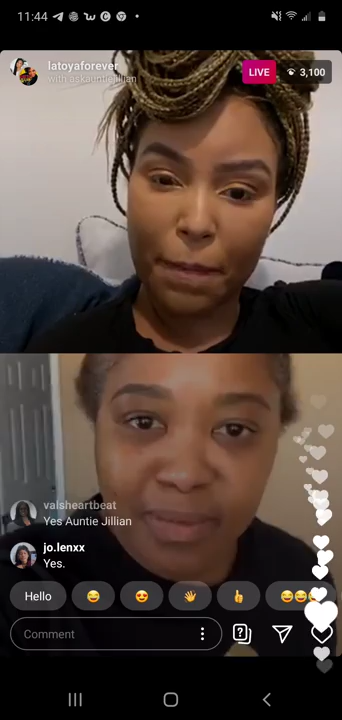 11:44
latoyaforever
with askauntiejillian
LIVE
3,100
valsheartbeat
Yes Auntie Jillian
jo.lenxx
Yes.
Hello
Comment